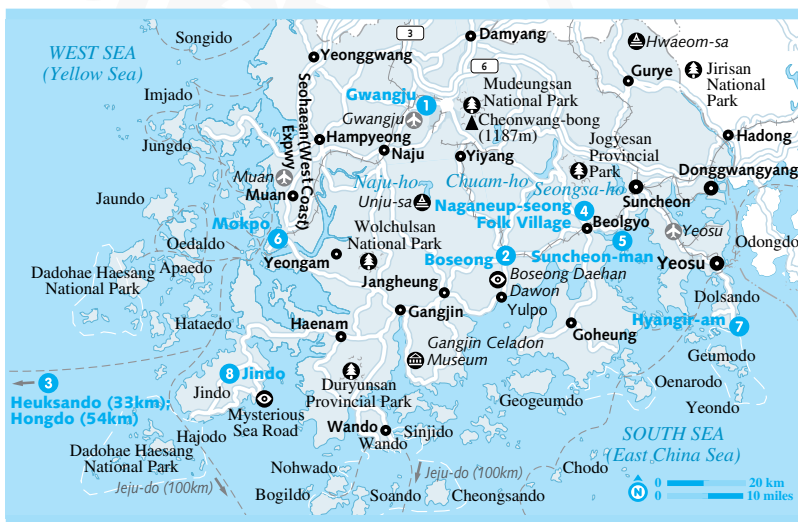 Songido
WEST SEA
(Yellow Sea)
Yeonggwang
3
Damyang
Hwaeom-sa
6
Gurye
Jirisan
National
Park
Imjado
Gwangju
1
Gwangju
Mudeungsan
National Park
Cheonwang-bong
(1187m)
Seohaean (West Coast)
Expwy
Hampyeong
Naju
Yiyang
Jogyesan
Provincial
Park
Hadong
Jungdo
Donggwangyang
Muan
Muan
Naju-ho
Chuam-ho
Seongsa-ho
Suncheon
Jaundo
Unju-sa
Naganeup-seong
Folk Village
4
Beolgyo
Yeosu
Mokpo
6
Wolchulsan
National Park
5
Suncheon-man
Odongdo
Oedaldo
Apaedo
Yeongam
Boseong
2
Yeosu
Dadohae Haesang
National Park
Jangheung
Boseong Daehan
Dawon
Dolsando
Yulpo
Hataedo
Gangjin
Hyangir-am
7
Haenam
Goheung
Gangjin Celadon
Museum
Geumodo
3
Heuksando (33km);
Hongdo (54km)
8
Jindo
Jindo
Duryunsan
Provincial Park
Oenarodo
Mysterious
Sea Road
Geogeumdo
Yeondo
Wando
Wando
Sinjido
Hajodo
SOUTH SEA
(East China Sea)
Dadohae Haesang
National Park
Nohwado
Chodo
Jeju-do (100km)
Jeju-do (100km)
Bogildo
Soando
Cheongsando
N
0
20 km
0
10 miles